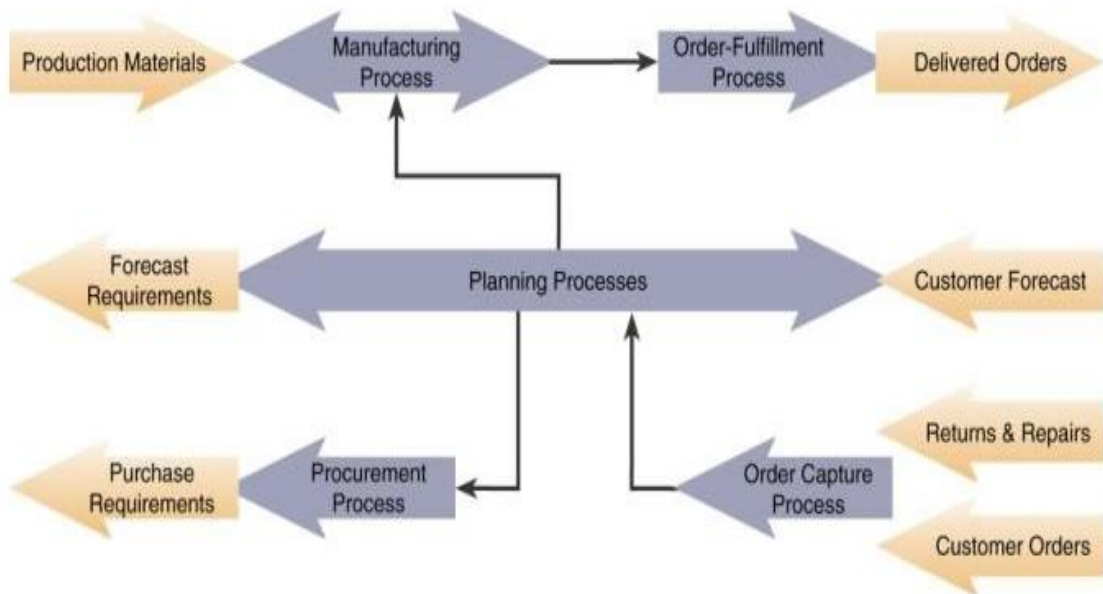 Production Materials
Manufacturing
Process
Order-Fulfillment
Process
Delivered Orders
Forecast
Requirements
Planning Processes
Customer Forecast
Returns & Repairs
Purchase
Requirements
Procurement
Process
Order Capture
Process
Customer Orders